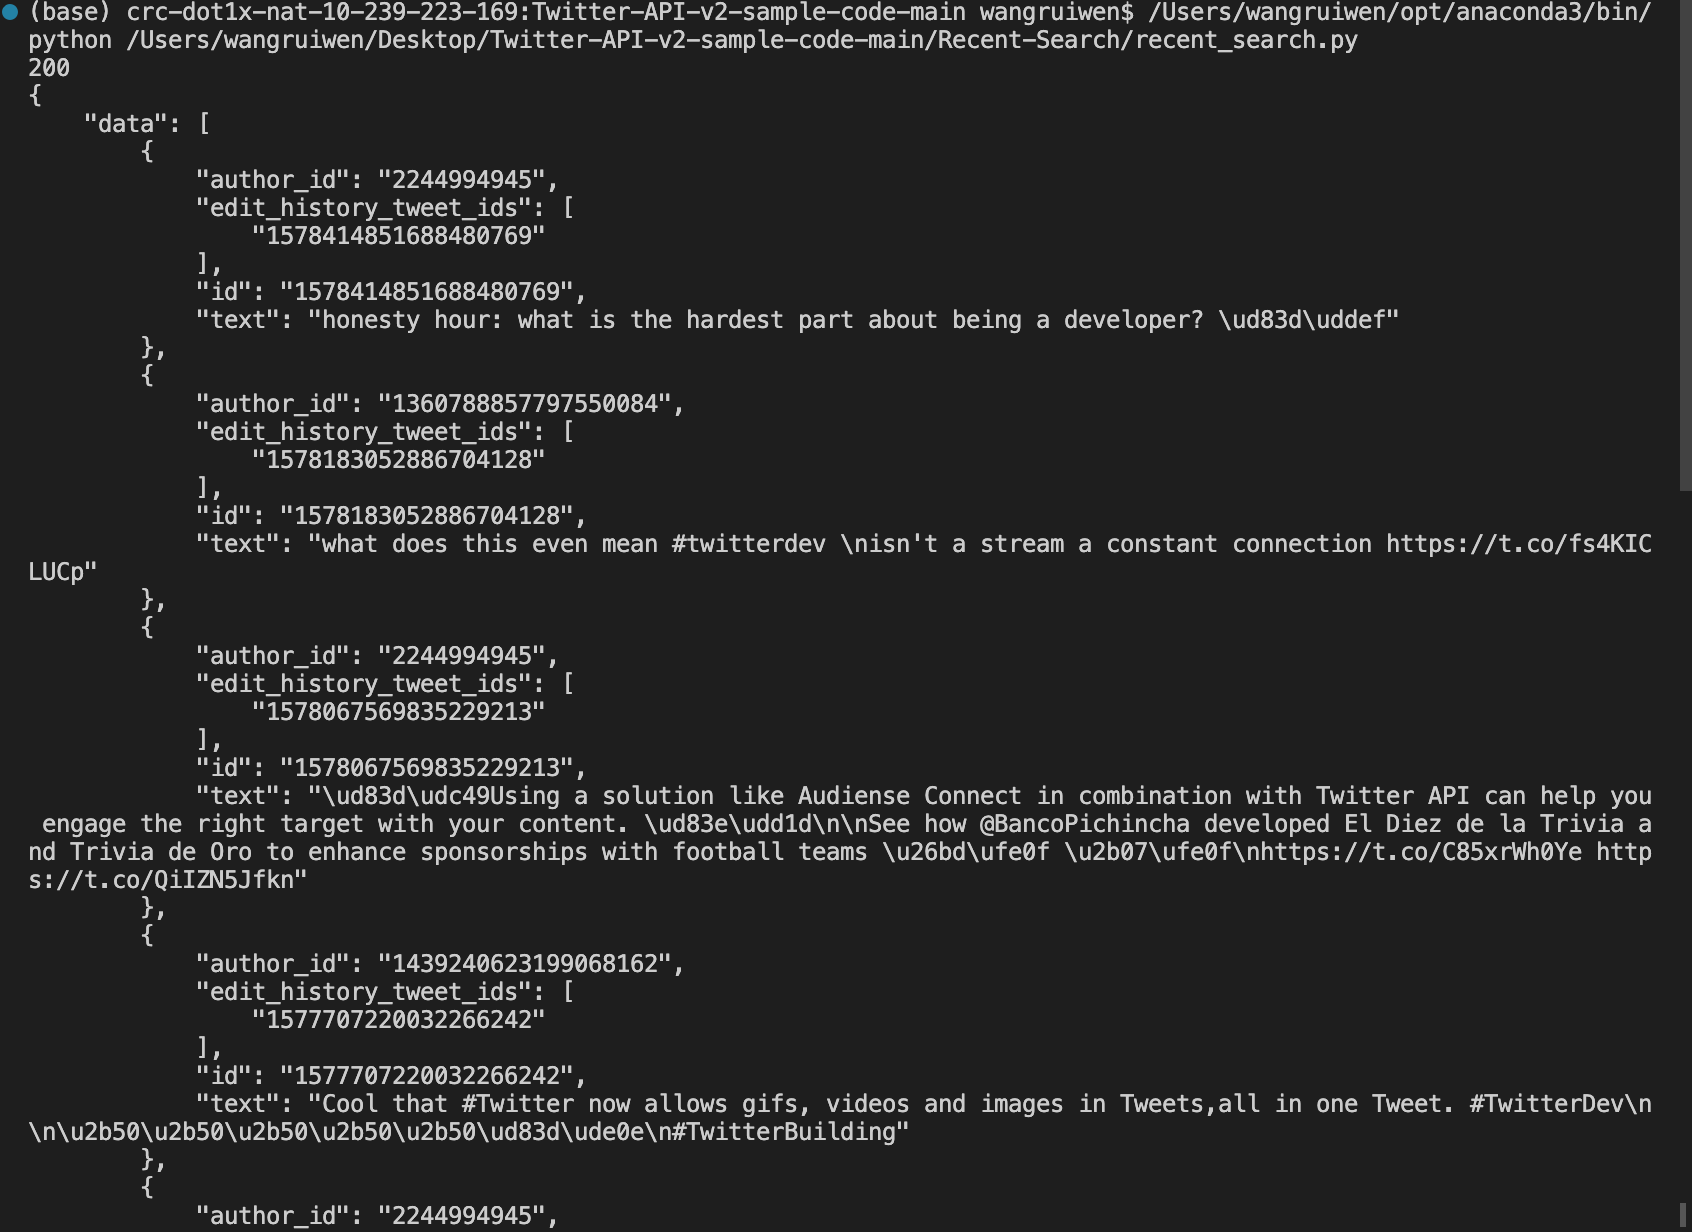 (base) crc-dot1x-nat-10-239-223-169:Twitter-API-v2-sample-code-main wangruiwen$ /Users/wangruiwen/opt/anaconda3/bin/
python /Users/wangruiwen/Desktop/Twitter-API-v2-sample-code-main/Recent-Search/recent_search.py
200
{
    "data": [
        {
            "author_id": "2244994945",
            "edit_history_tweet_ids": [
                "1578414851688480769"
            ],
            "id": "1578414851688480769",
            "text": "honesty hour: what is the hardest part about being a developer? \ud83d\uddef"
        },
        {
            "author_id": "1360788857797550084",
            "edit_history_tweet_ids": [
                "1578183052886704128"
            ],
            "id": "1578183052886704128",
            "text": "what does this even mean #twitterdev \nisn't a stream a constant connection https://t.co/fs4KIC
LUCp"
        },
        {
            "author_id": "2244994945",
            "edit_history_tweet_ids": [
                "1578067569835229213"
            ],
            "id": "1578067569835229213",
            "text": "\ud83d\udc49Using a solution like Audiense Connect in combination with Twitter API can help you
 engage the right target with your content. \ud83e\udd1d\n\nSee how @BancoPichincha developed El Diez de la Trivia a
nd Trivia de Oro to enhance sponsorships with football teams \u26bd\ufe0f \u2b07\ufe0f\nhttps://t.co/C85xrWh0Ye http
s://t.co/QiIZN5Jfkn"
        },
        {
            "author_id": "1439240623199068162",
            "edit_history_tweet_ids": [
                "1577707220032266242"
            ],
            "id": "1577707220032266242",
            "text": "Cool that #Twitter now allows gifs, videos and images in Tweets,all in one Tweet. #TwitterDev\n
\n\u2b50\u2b50\u2b50\u2b50\u2b50\ud83d\ude0e\n#TwitterBuilding"
        },
        {
            "author_id": "2244994945",